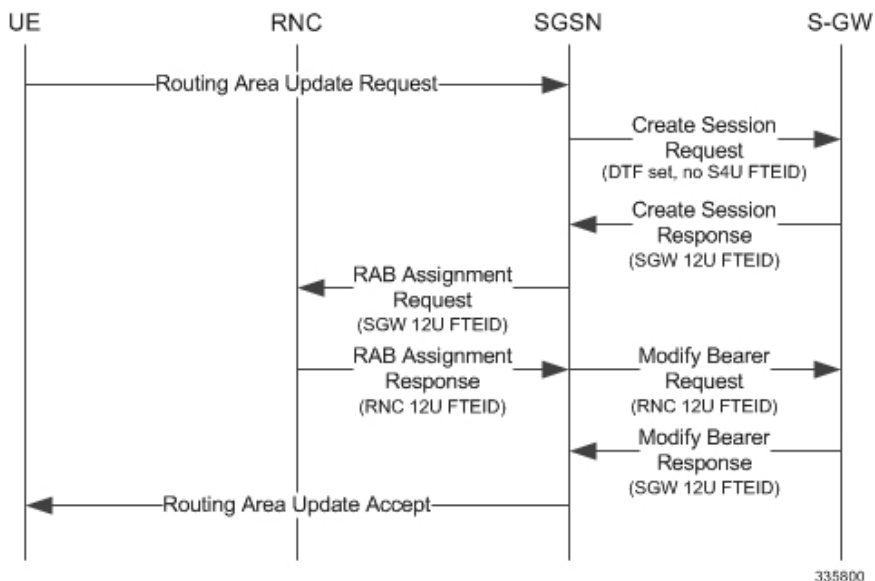 UE RNC SGSN S-GW
Routing Area Update Request
Create Session
Request
(DTF set, no S4U FTEID)
Create Session
Response
(SGW 12U FTEID)
RAB Assignment
Request
(SGW 12U FTEID)
RAB Assignment
Response
(RNC 12U FTEID)
Modify Bearer
Request
(RNC 12U FTEID)
Modify Bearer
Response
(SGW 12U FTEID)
Routing Area Update Accept
335800